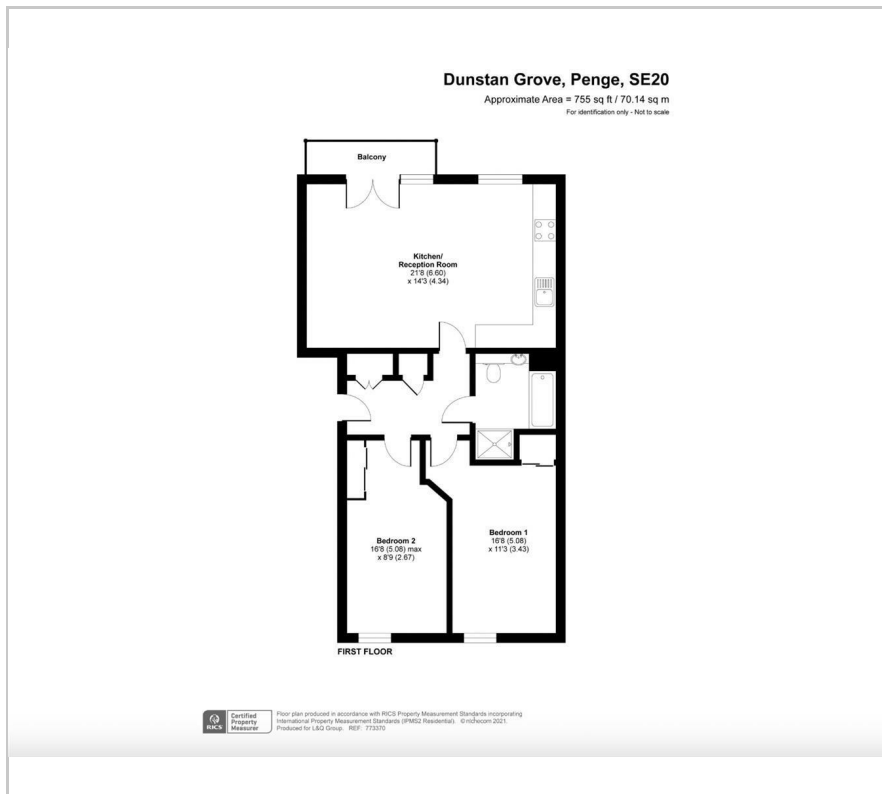 Dunstan Grove, Penge, SE20
Approximate Area = 755 sq ft / 70.14 sq m
For identification only - Not to scale
Balcony
Kitchen/
Reception Room
21'8 (6.60)
x 14'3 (4.34)
Bedroom 2
16'8 (5.08) max
x 8'9 (2.67)
Bedroom 1
16'8 (5.08)
x 11'3 (3.43)
FIRST FLOOR
RICS
Certified
Property
Measurer
Floor plan produced in accordance with RICS Property Measurement Standards incorporating
International Property Measurement Standards (IPMS2 Residential). © nichecom 2021.
Produced for L&Q Group. REF: 773370